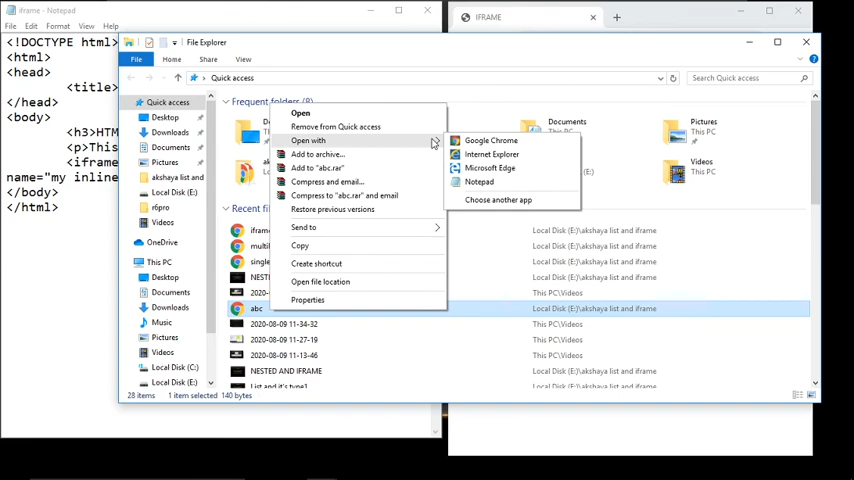 iframe - Notepad
File Edit Format View Help
<!DOCTYPE html>
<html>
<head>
<title>
</head>
<body>
<h3>HTM
<p>This
<iframe
name="my inline
</body>
</html>
IFRAME
File Explorer
File Home Share View
Quick access
Search Quick access
Quick access
Desktop
Downloads
Documents
Pictures
akshaya list and
Local Disk (E:)
r6pro
Videos
OneDrive
This PC
Desktop
Documents
Downloads
Music
Pictures
Videos
Local Disk (C:)
Local Disk (E:)
Frequent folders (8)
Documents
This PC
Pictures
This PC
Videos
This PC
Open
Remove from Quick access
Open with
Add to archive...
Add to "abc.rar"
Compress and email...
Compress to "abc.rar" and email
Restore previous versions
Send to
Copy
Create shortcut
Open file location
Properties
Google Chrome
Internet Explorer
Microsoft Edge
Notepad
Choose another app
Recent fi
Local Disk (E:)\akshaya list and iframe
multi Local Disk (E:)\akshaya list and iframe
single Local Disk (E:)\akshaya list and iframe
NEST This PC\Videos
2020- This PC\Videos
abc Local Disk (E:)\akshaya list and iframe
2020-08-09 11-34-32 This PC\Videos
2020-08-09 11-27-19 This PC\Videos
2020-08-09 11-13-46 This PC\Videos
NESTED AND IFRAME Local Disk (E:)\akshaya list and iframe
List and it's type1 Local Disk (E:)\akshaya list and iframe
28 items 1 item selected 140 bytes